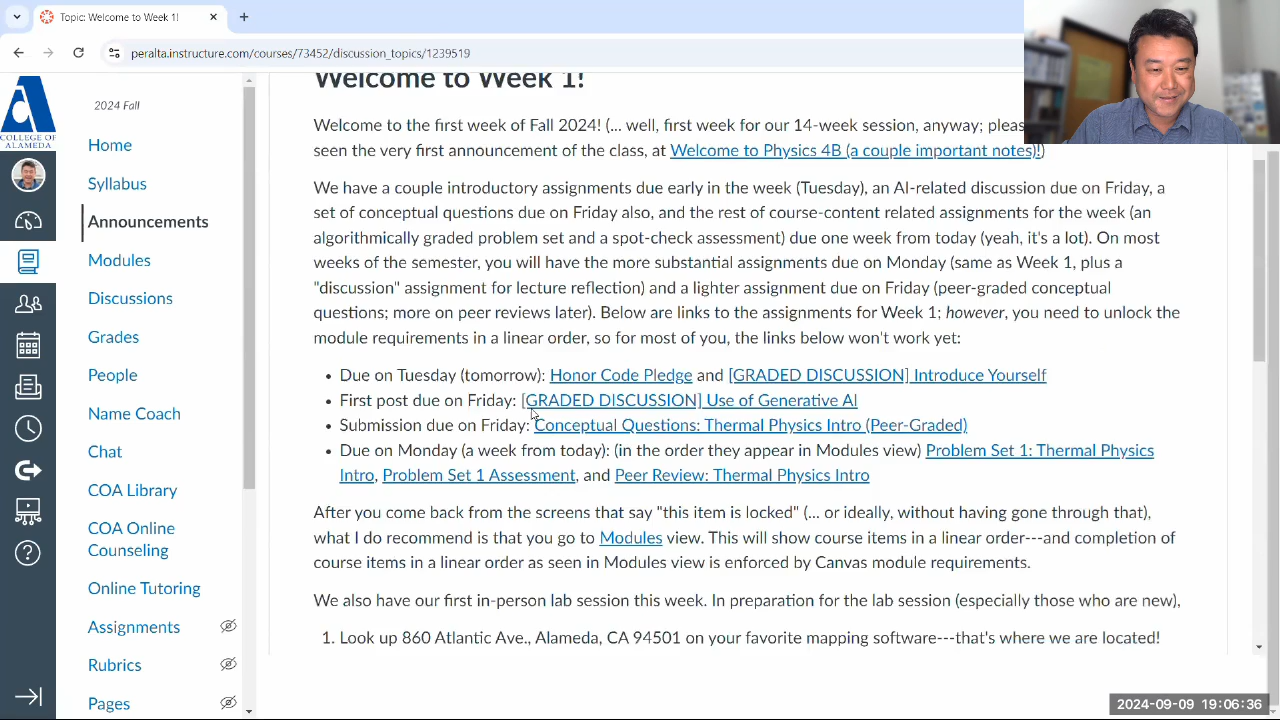 Topic: Welcome to Week 1!
peralta.instructure.com/courses/73452/discussion_topics/1239519
COLLEGE OF
ALAMEDA
2024 Fall
Home
Syllabus
Announcements
Modules
Discussions
Grades
People
Name Coach
Chat
COA Library
COA Online
Counseling
Online Tutoring
Assignments
Rubrics
Pages
Welcome to Week 1!
Welcome to the first week of Fall 2024! (... well, first week for our 14-week session, anyway;
seen the very first announcement of the class, at Welcome to Physics 4B (a couple important notes)!)
We have a couple introductory assignments due early in the week (Tuesday), an AI-related discussion due on Friday, a
set of conceptual questions due on Friday also, and the rest of course-content related assignments for the week (an
algorithmically graded problem set and a spot-check assessment) due one week from today (yeah, it's a lot). On most
weeks of the semester, you will have the more substantial assignments due on Monday (same as Week 1, plus a
"discussion" assignment for lecture reflection) and a lighter assignment due on Friday (peer-graded conceptual
questions; more on peer reviews later). Below are links to the assignments for Week 1; however, you need to unlock the
module requirements in a linear order, so for most of you, the links below won't work yet:
• Due on Tuesday (tomorrow): Honor Code Pledge and [GRADED DISCUSSION] Introduce Yourself
• First post due on Friday: [GRADED DISCUSSION] Use of Generative AI
• Submission due on Friday: Conceptual Questions: Thermal Physics Intro (Peer-Graded)
• Due on Monday (a week from today): (in the order they appear in Modules view) Problem Set 1: Thermal Physics
Intro, Problem Set 1 Assessment, and Peer Review: Thermal Physics Intro
After you come back from the screens that say "this item is locked" (... or ideally, without having gone through that),
what I do recommend is that you go to Modules view. This will show course items in a linear order---and completion of
course items in a linear order as seen in Modules view is enforced by Canvas module requirements.
We also have our first in-person lab session this week. In preparation for the lab session (especially those who are new),
1. Look up 860 Atlantic Ave., Alameda, CA 94501 on your favorite mapping software---that's where we are located!
2024-09-09 19:06:36